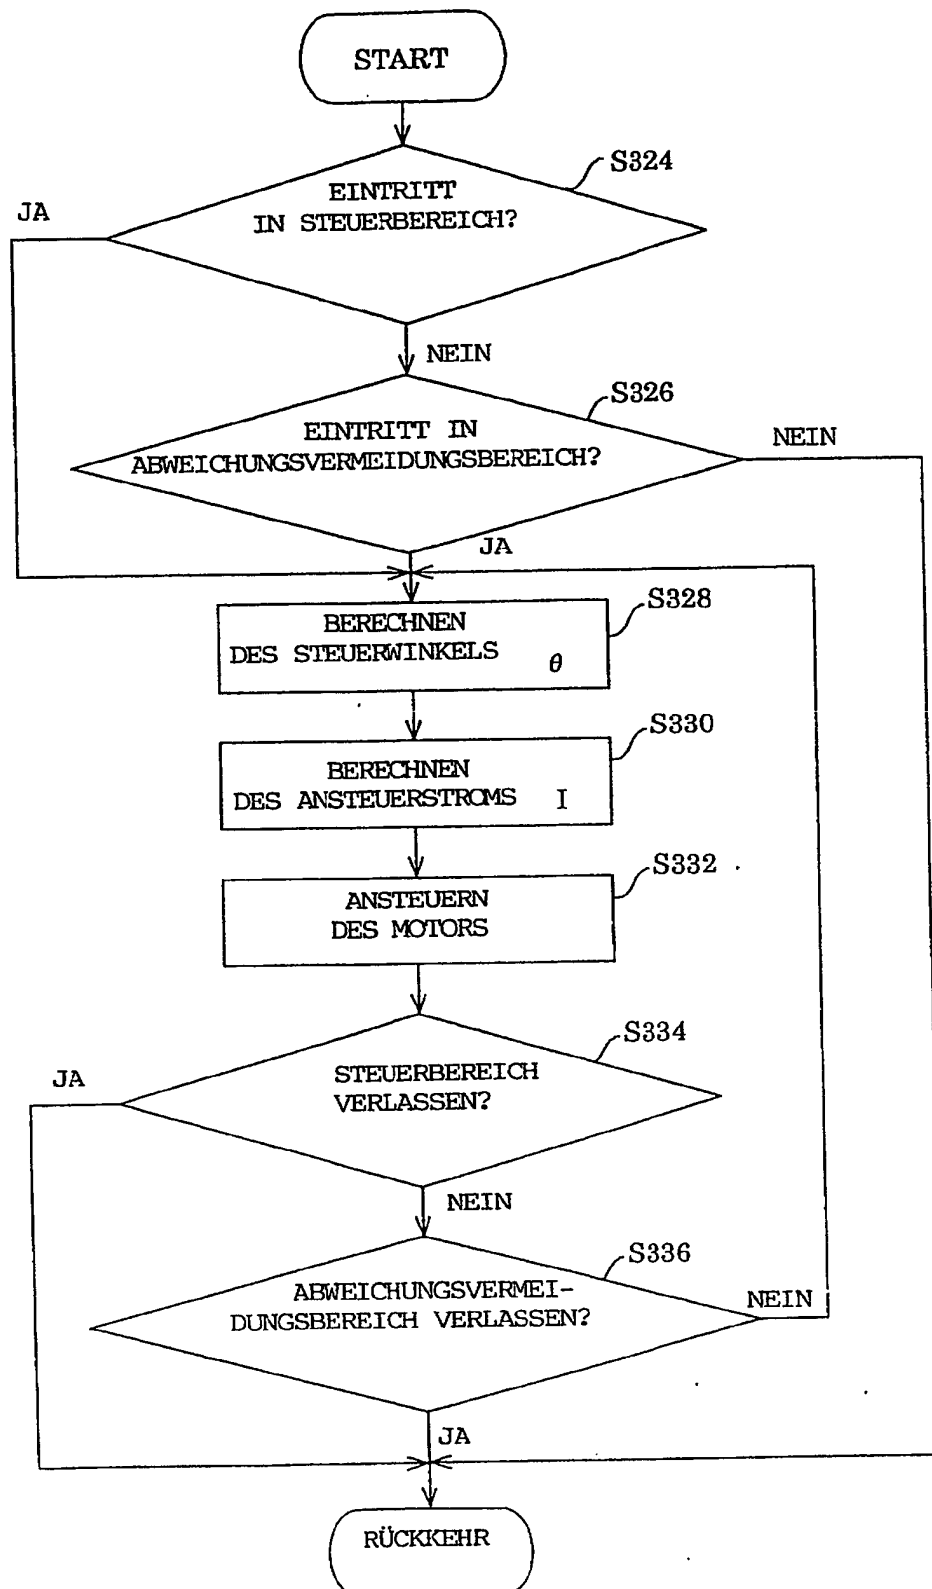 START
S324
EINTRITT
IN STEUERBEREICH?
JA
NEIN
S326
EINTRITT IN
ABWEICHUNGSVERMEIDUNGSBEREICH?
NEIN
JA
S328
BERECHNEN
DES STEUERWINKELS θ
S330
BERECHNEN
DES ANSTEUERSTROMS I
S332
ANSTEUERN
DES MOTORS
S334
STEUERBEREICH
VERLASSEN?
JA
NEIN
S336
ABWEICHUNGSVERMEI-
DUNGSBEREICH VERLASSEN?
NEIN
JA
RÜCKKEHR